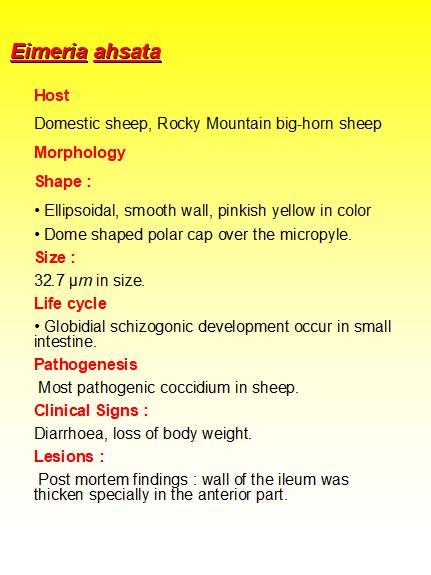 Eimeria ahsata
Host
Domestic sheep, Rocky Mountain big-horn sheep
Morphology
Shape :
• Ellipsoidal, smooth wall, pinkish yellow in color
• Dome shaped polar cap over the micropyle.
Size :
32.7 µm in size.
Life cycle
• Globidial schizogonic development occur in small
intestine.
Pathogenesis
Most pathogenic coccidium in sheep.
Clinical Signs :
Diarrhoea, loss of body weight.
Lesions :
Post mortem findings : wall of the ileum was
thicken specially in the anterior part.